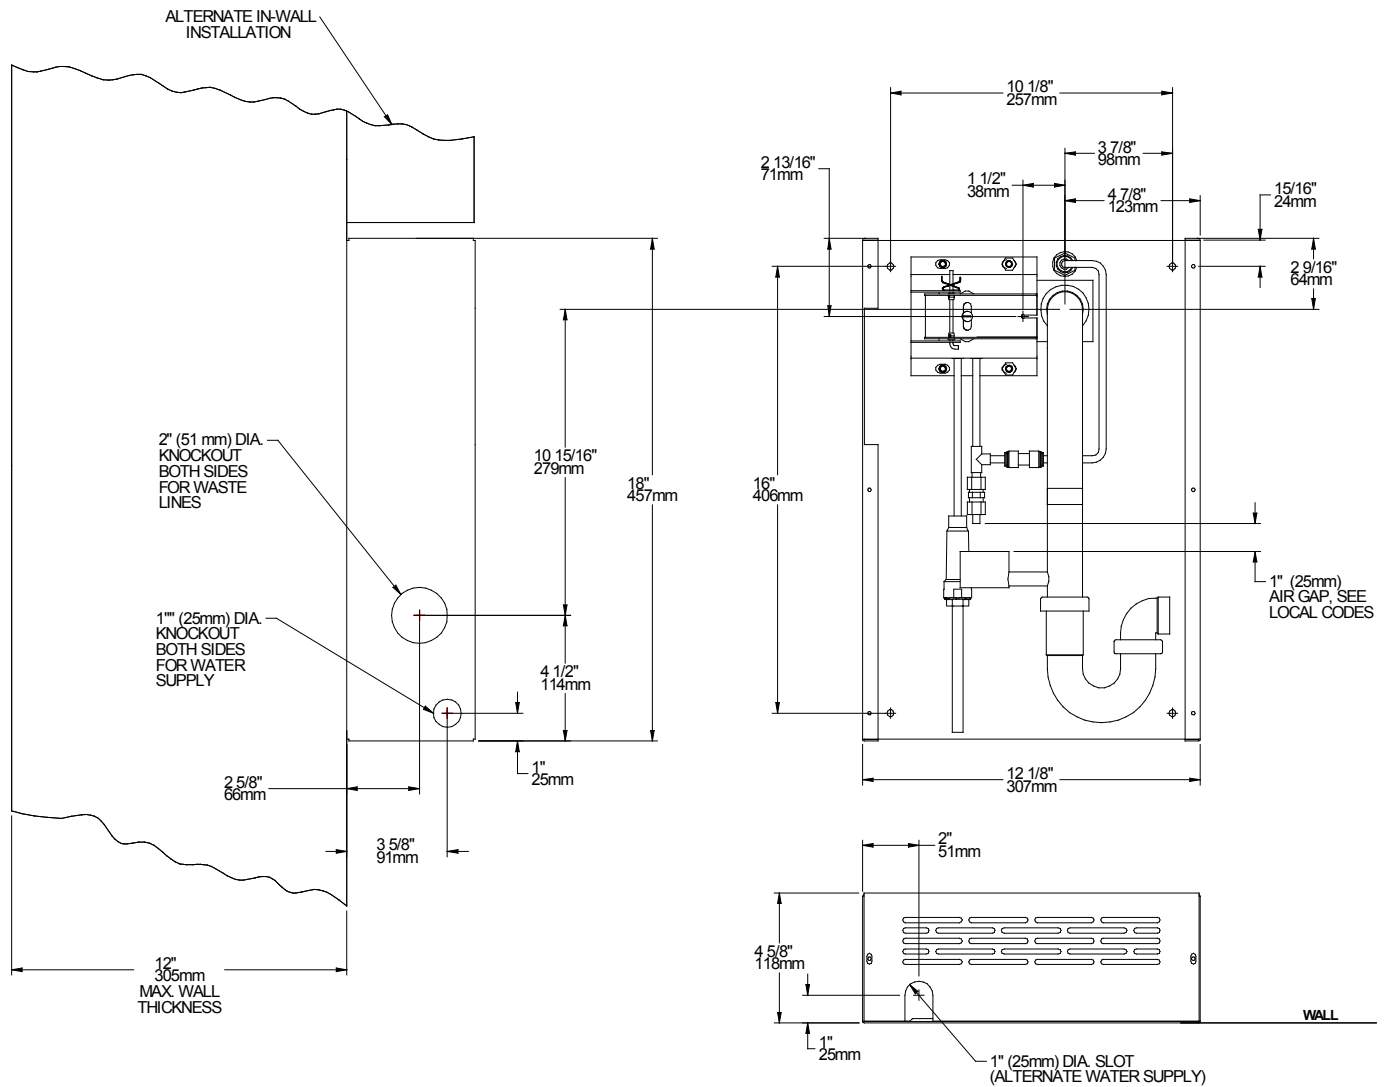 ALTERNATE IN-WALL
INSTALLATION
10 1/8"
257mm
3 7/8"
98mm
2 13/16"
71mm
1 1/2"
38mm
4 7/8"
123mm
15/16"
24mm
2 9/16"
64mm
2" (51 mm) DIA.
KNOCKOUT
BOTH SIDES
FOR WASTE
LINES
10 15/16"
279mm
18"
457mm
16"
406mm
1" (25mm)
AIR GAP, SEE
LOCAL CODES
1"" (25mm) DIA.
KNOCKOUT
BOTH SIDES
FOR WATER
SUPPLY
4 1/2"
114mm
1"
25mm
2 5/8"
66mm
12 1/8"
307mm
3 5/8"
91mm
2"
51mm
12"
305mm
MAX. WALL
THICKNESS
4 5/8"
118mm
1"
25mm
WALL
1" (25mm) DIA. SLOT
(ALTERNATE WATER SUPPLY)